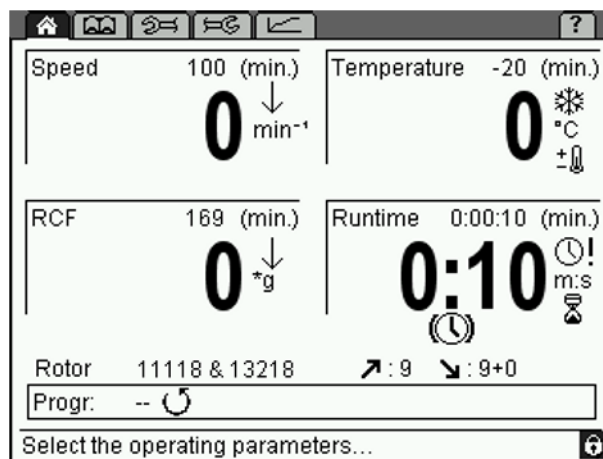 ?
Speed 100 (min.)
0 min⁻¹
Temperature -20 (min.)
0 °C
RCF 169 (min.)
0 *g
Runtime 0:00:10 (min.)
0:10 m:s
Rotor 11118 & 13218 ↗: 9 ↘: 9+0
Progr: --
Select the operating parameters...